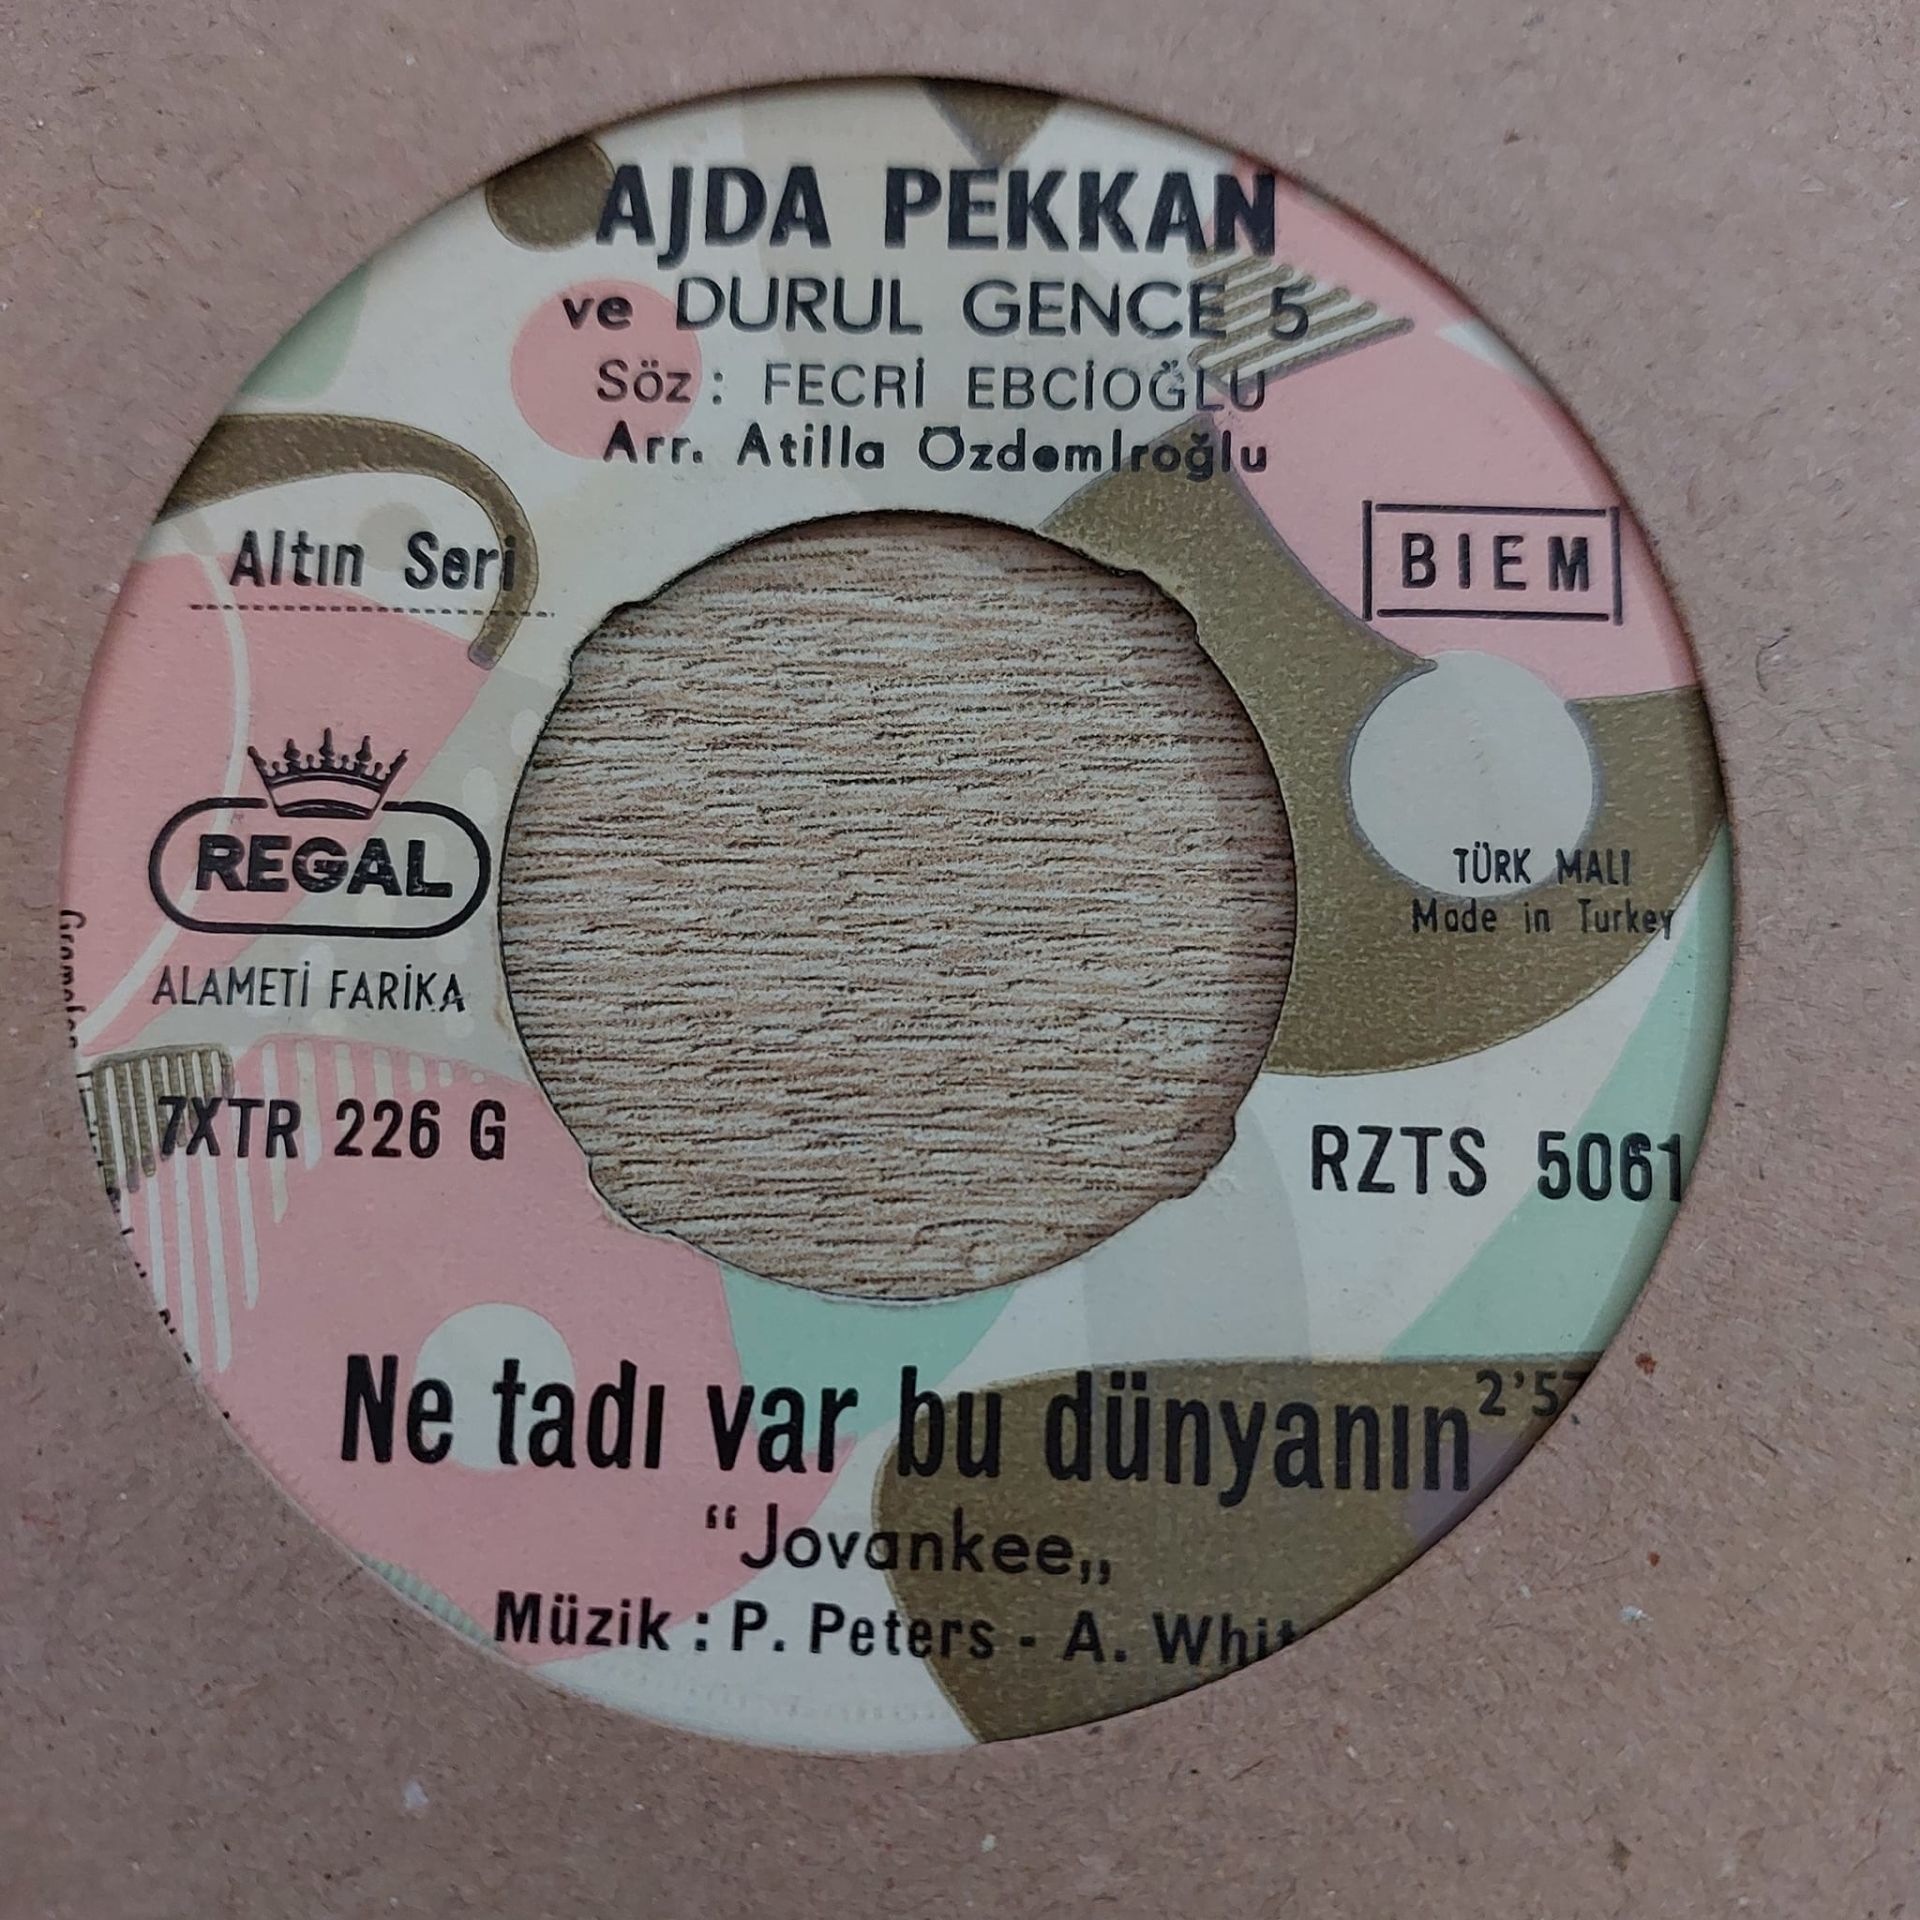 AJDA PEKKAN
ve DURUL GENCE 5
Söz: FECRİ EBCİOĞLU
Arr. Atilla Özdemiroğlu
Altın Seri
BIEM
REGAL
ALAMETİ FARİKA
TÜRK MALI
Made in Turkey
7XTR 226 G
RZTS 5061
Ne tadı var bu dünyanın
"Jovankee„
Müzik: P. Peters - A.